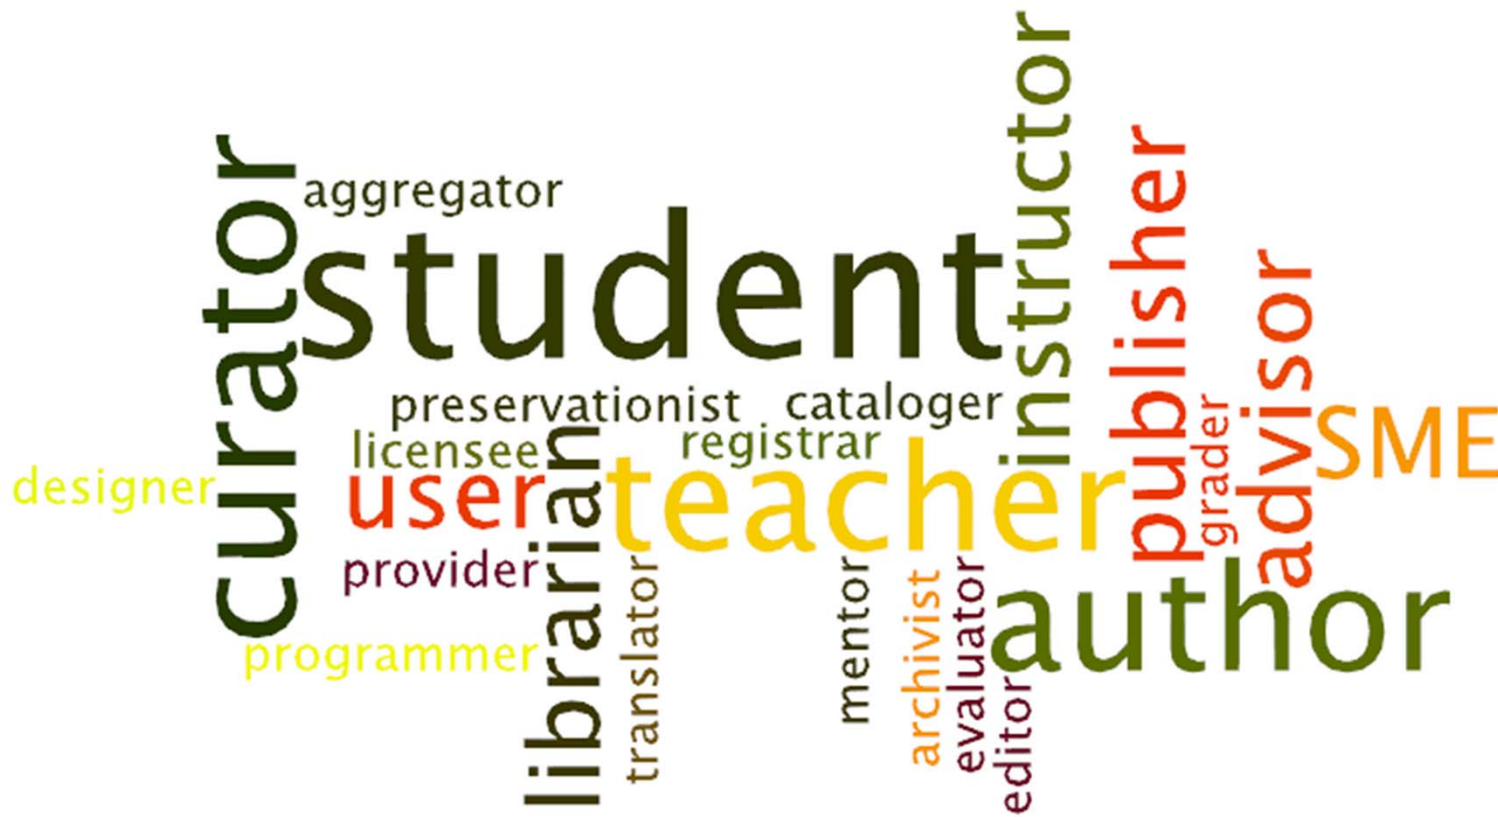 instructor
curator
publisher
aggregator
student
advisor
preservationist
cataloger
SME
grader
licensee
registrar
librarian
teacher
designer
user
provider
author
translator
mentor
archivist
evaluator
programmer
editor